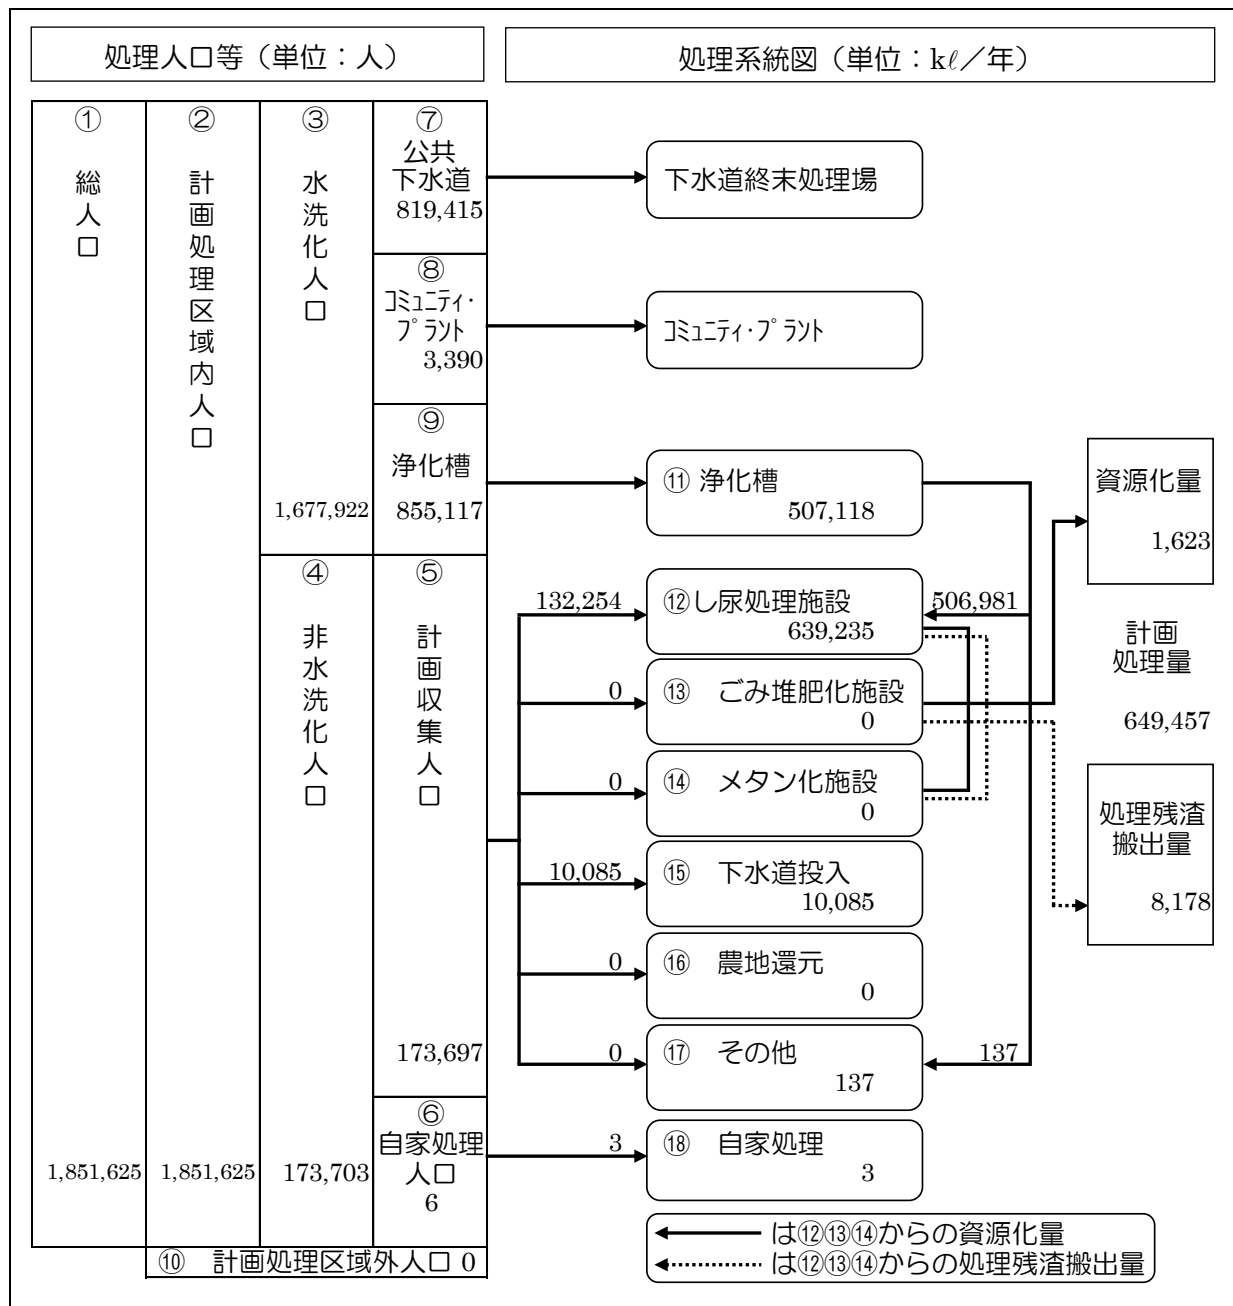 処理人口等（単位：人）
処理系統図（単位：kℓ／年）
①
総人口
1,851,625
②
計画処理区域内人口
1,851,625
③
水洗化人口
1,677,922
④
非水洗化人口
173,703
⑦
公共
下水道
819,415
⑧
ｺﾐｭﾆﾃｨ・
ﾌﾟﾗﾝﾄ
3,390
⑨
浄化槽
855,117
⑤
計画収集人口
173,697
⑥
自家処理
人口
6
⑩ 計画処理区域外人口 0
下水道終末処理場
ｺﾐｭﾆﾃｨ・ﾌﾟﾗﾝﾄ
⑪ 浄化槽
507,118
132,254
⑫し尿処理施設
639,235
506,981
0
⑬ ごみ堆肥化施設
0
0
⑭ メタン化施設
0
10,085
⑮ 下水道投入
10,085
0
⑯ 農地還元
0
0
⑰ その他
137
137
3
⑱ 自家処理
3
資源化量
1,623
計画
処理量
649,457
処理残渣
搬出量
8,178
は⑫⑬⑭からの資源化量
は⑫⑬⑭からの処理残渣搬出量